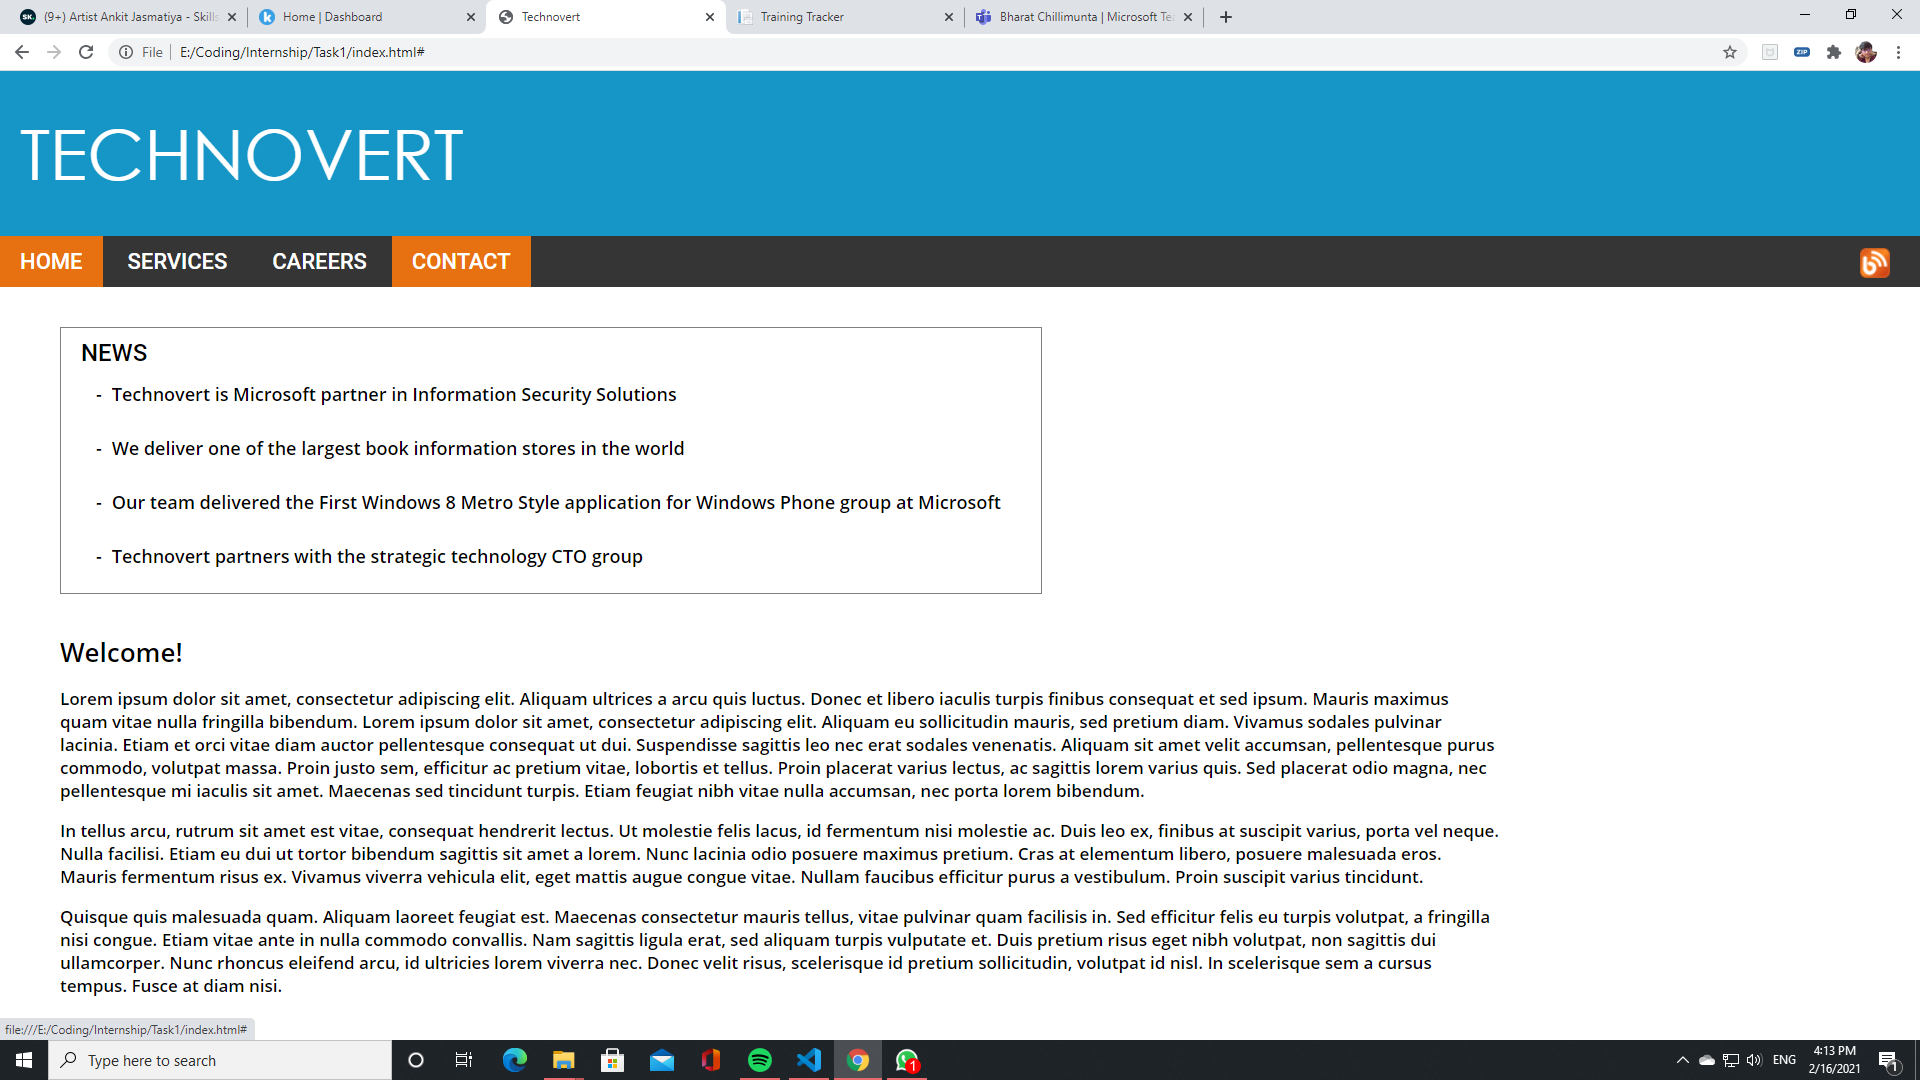 SK. (9+) Artist Ankit Jasmatiya - Skills
k Home | Dashboard
Technovert
Training Tracker
Bharat Chillimunta | Microsoft Te
File
E:/Coding/Internship/Task1/index.html#
ZIP
TECHNOVERT
HOME
SERVICES
CAREERS
CONTACT
NEWS
- Technovert is Microsoft partner in Information Security Solutions
- We deliver one of the largest book information stores in the world
- Our team delivered the First Windows 8 Metro Style application for Windows Phone group at Microsoft
- Technovert partners with the strategic technology CTO group
Welcome!
Lorem ipsum dolor sit amet, consectetur adipiscing elit. Aliquam ultrices a arcu quis luctus. Donec et libero iaculis turpis finibus consequat et sed ipsum. Mauris maximus
quam vitae nulla fringilla bibendum. Lorem ipsum dolor sit amet, consectetur adipiscing elit. Aliquam eu sollicitudin mauris, sed pretium diam. Vivamus sodales pulvinar
lacinia. Etiam et orci vitae diam auctor pellentesque consequat ut dui. Suspendisse sagittis leo nec erat sodales venenatis. Aliquam sit amet velit accumsan, pellentesque purus
commodo, volutpat massa. Proin justo sem, efficitur ac pretium vitae, lobortis et tellus. Proin placerat varius lectus, ac sagittis lorem varius quis. Sed placerat odio magna, nec
pellentesque mi iaculis sit amet. Maecenas sed tincidunt turpis. Etiam feugiat nibh vitae nulla accumsan, nec porta lorem bibendum.
In tellus arcu, rutrum sit amet est vitae, consequat hendrerit lectus. Ut molestie felis lacus, id fermentum nisi molestie ac. Duis leo ex, finibus at suscipit varius, porta vel neque.
Nulla facilisi. Etiam eu dui ut tortor bibendum sagittis sit amet a lorem. Nunc lacinia odio posuere maximus pretium. Cras at elementum libero, posuere malesuada eros.
Mauris fermentum risus ex. Vivamus viverra vehicula elit, eget mattis augue congue vitae. Nullam faucibus efficitur purus a vestibulum. Proin suscipit varius tincidunt.
Quisque quis malesuada quam. Aliquam laoreet feugiat est. Maecenas consectetur mauris tellus, vitae pulvinar quam facilisis in. Sed efficitur felis eu turpis volutpat, a fringilla
nisi congue. Etiam vitae ante in nulla commodo convallis. Nam sagittis ligula erat, sed aliquam turpis vulputate et. Duis pretium risus eget nibh volutpat, non sagittis dui
ullamcorper. Nunc rhoncus eleifend arcu, id ultricies lorem viverra nec. Donec velit risus, scelerisque id pretium sollicitudin, volutpat id nisl. In scelerisque sem a cursus
tempus. Fusce at diam nisi.
file:///E:/Coding/Internship/Task1/index.html#
Type here to search
1
ENG
4:13 PM
2/16/2021
1